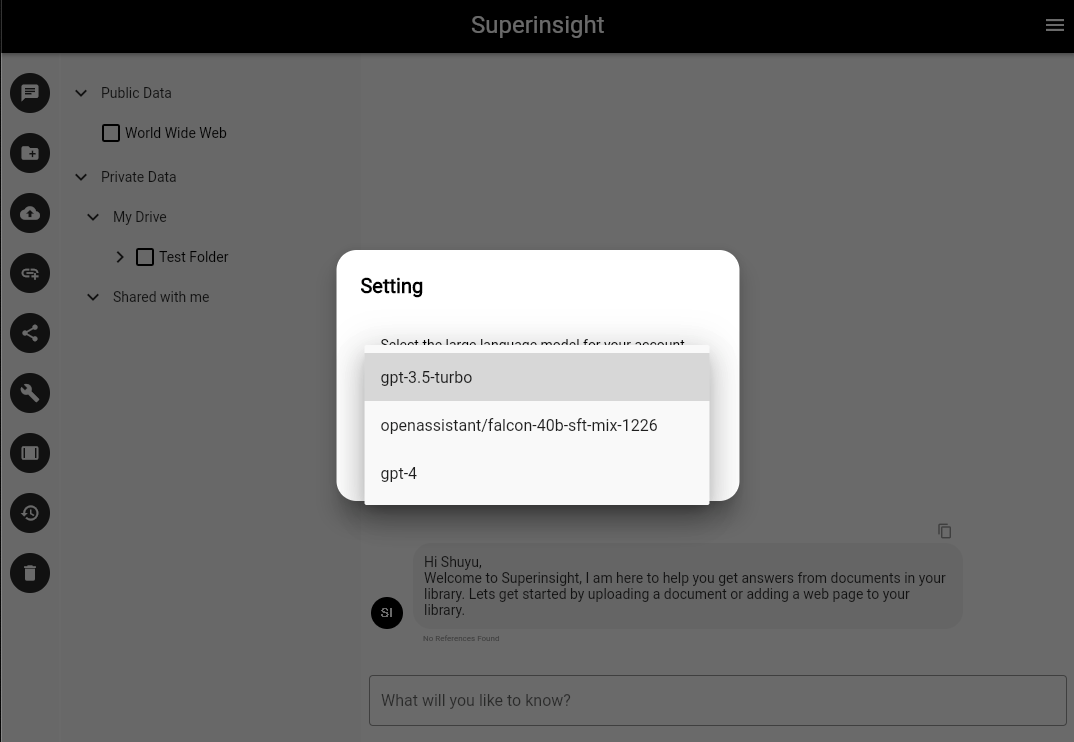 Superinsight
Public Data
World Wide Web
Private Data
My Drive
Test Folder
Shared with me
Setting
Select the large language model for your account
gpt-3.5-turbo
openassistant/falcon-40b-sft-mix-1226
gpt-4
Hi Shuyu,
Welcome to Superinsight, I am here to help you get answers from documents in your
library. Lets get started by uploading a document or adding a web page to your
library.
SI
No References Found
What will you like to know?